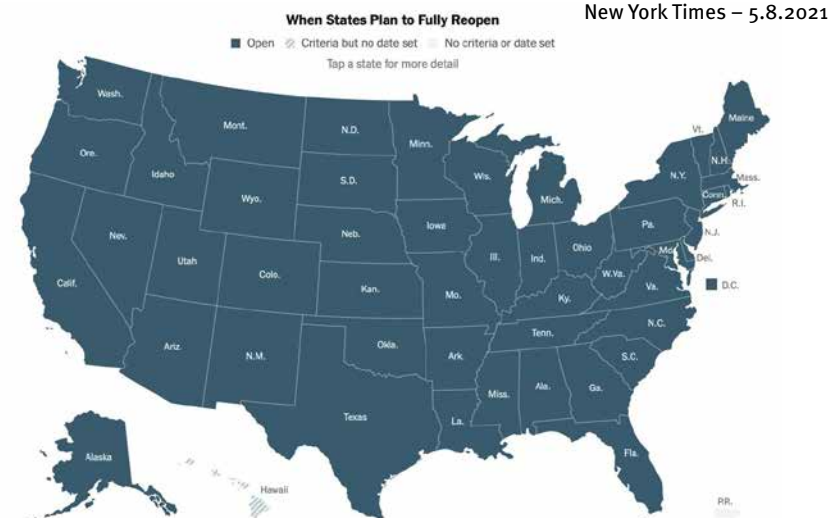 New York Times – 5.8.2021
When States Plan to Fully Reopen
Open Criteria but no date set No criteria or date set
Tap a state for more detail
Wash.
Mont.
N.D.
Minn.
Maine
Vt.
N.H.
Ore.
Idaho
S.D.
Wis.
Mich.
N.Y.
Mass.
Conn.
R.I.
Wyo.
Nev.
Neb.
Iowa
Pa.
N.J.
Utah
Colo.
Ill.
Ind.
Ohio
Md.
Del.
Calif.
Kan.
Mo.
W.Va.
Va.
D.C.
Ky.
N.C.
Ariz.
N.M.
Okla.
Ark.
Tenn.
S.C.
Texas
La.
Miss.
Ala.
Ga.
Fla.
Alaska
Hawaii
P.R.